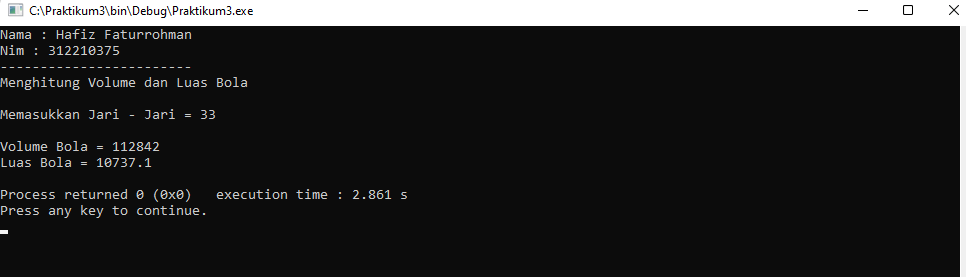 C:\Praktikum3\bin\Debug\Praktikum3.exe
Nama : Hafiz Faturrohman
Nim : 312210375
------------------------
Menghitung Volume dan Luas Bola
Memasukkan Jari - Jari = 33
Volume Bola = 112842
Luas Bola = 10737.1
Process returned 0 (0x0)   execution time : 2.861 s
Press any key to continue.